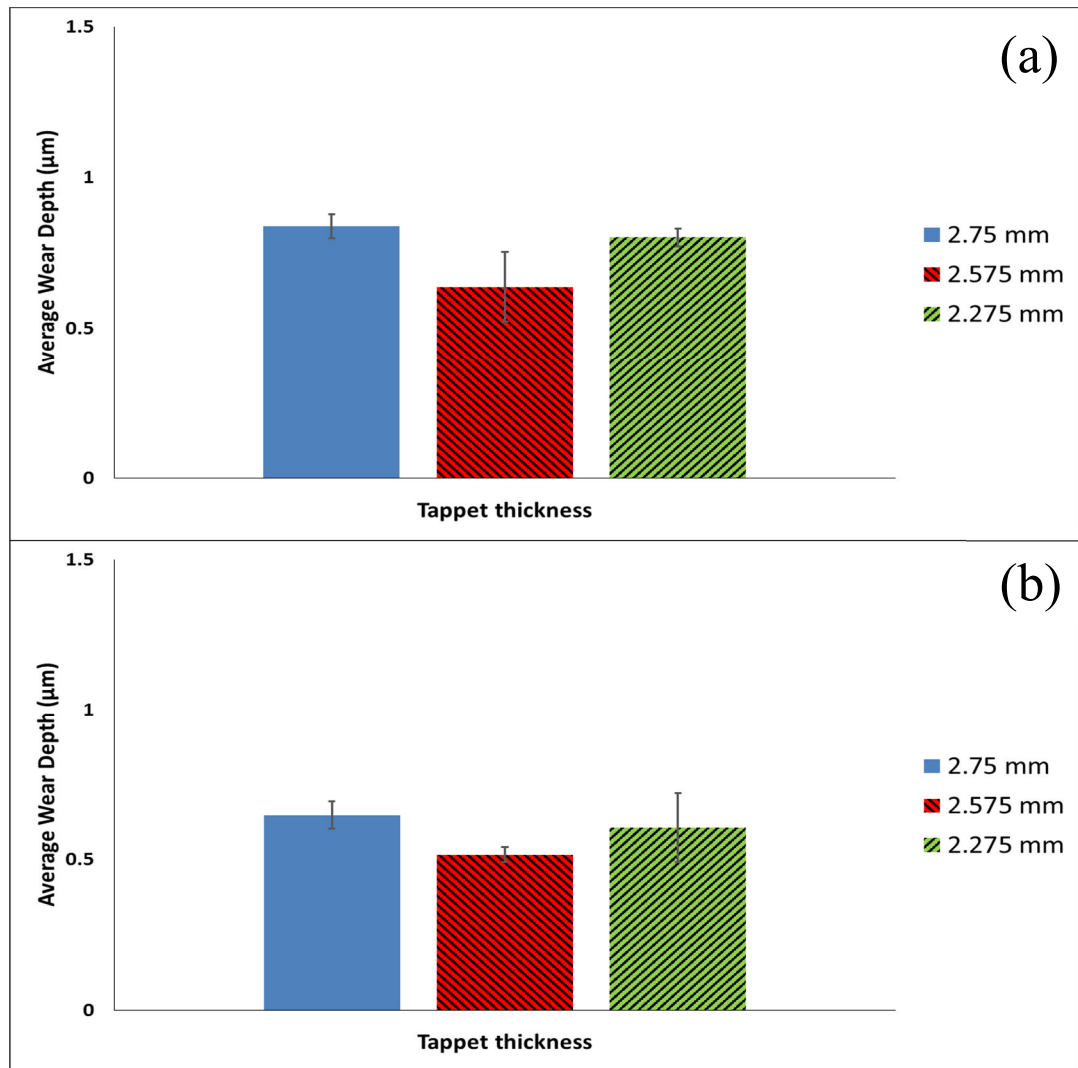 (a)
1.5
1
0.5
0
Average Wear Depth (µm)
Tappet thickness
2.75 mm
2.575 mm
2.275 mm
(b)
1.5
1
0.5
0
Average Wear Depth (µm)
Tappet thickness
2.75 mm
2.575 mm
2.275 mm